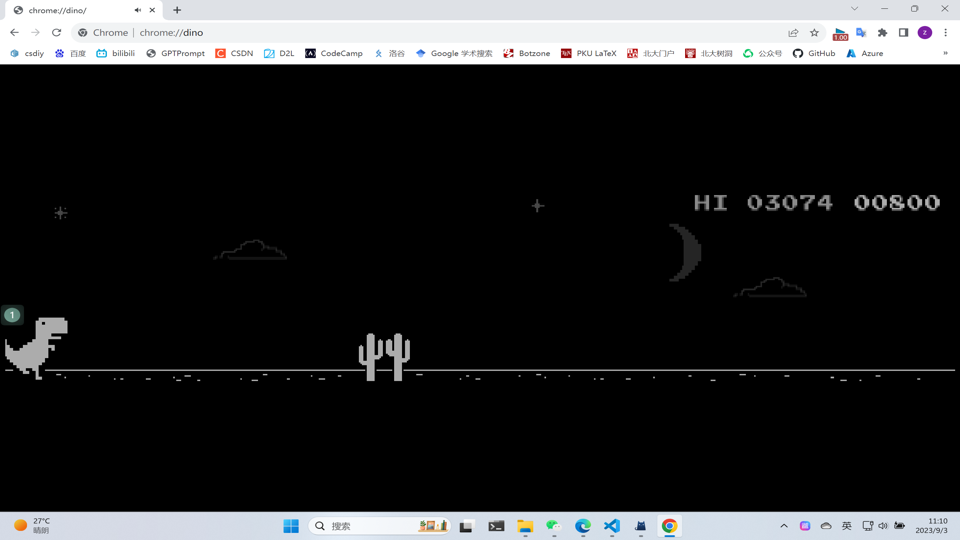 chrome://dino/
Chrome | chrome://dino
1.00
z
csdiy 百度 bilibili GPTPrompt CSDN D2L CodeCamp 洛谷 Google 学术搜索 Botzone PKU LaTeX 北大门户 北大树洞 公众号 GitHub Azure »
HI 03074 00800
1
27°C
晴朗
搜索
英
11:10
2023/9/3